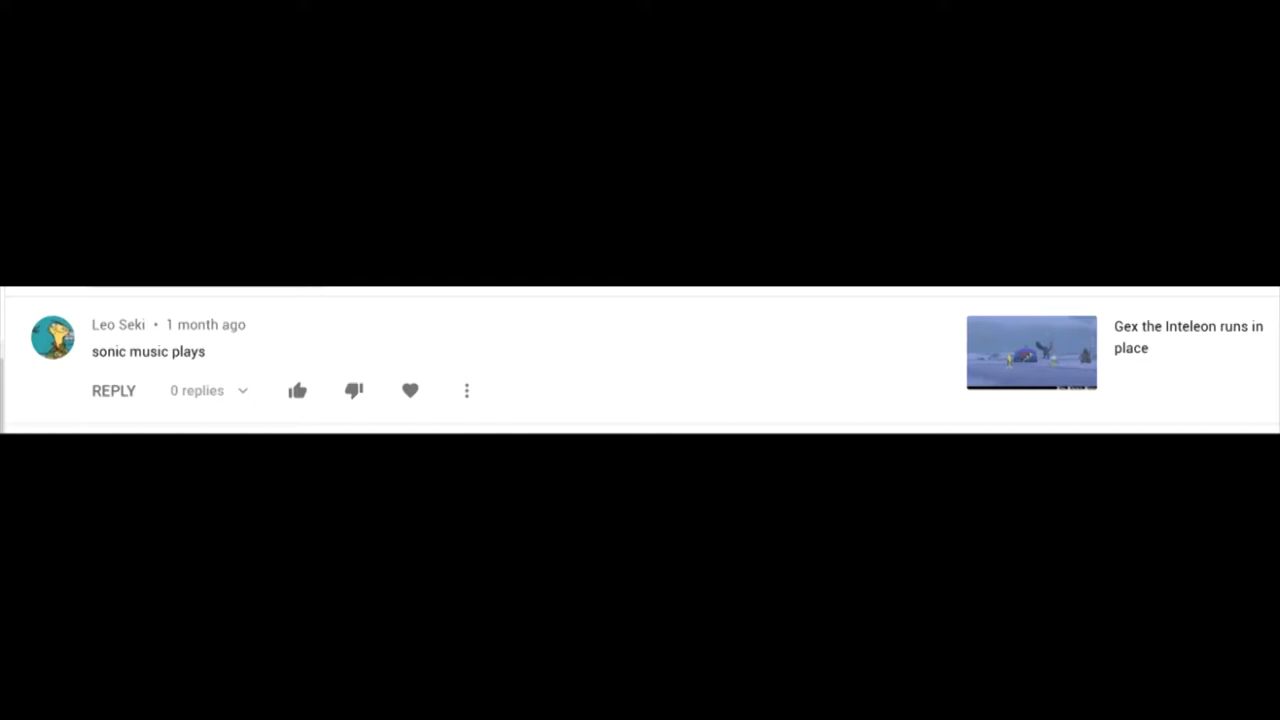 Leo Seki • 1 month ago
sonic music plays
REPLY 0 replies
Gex the Inteleon runs in
place